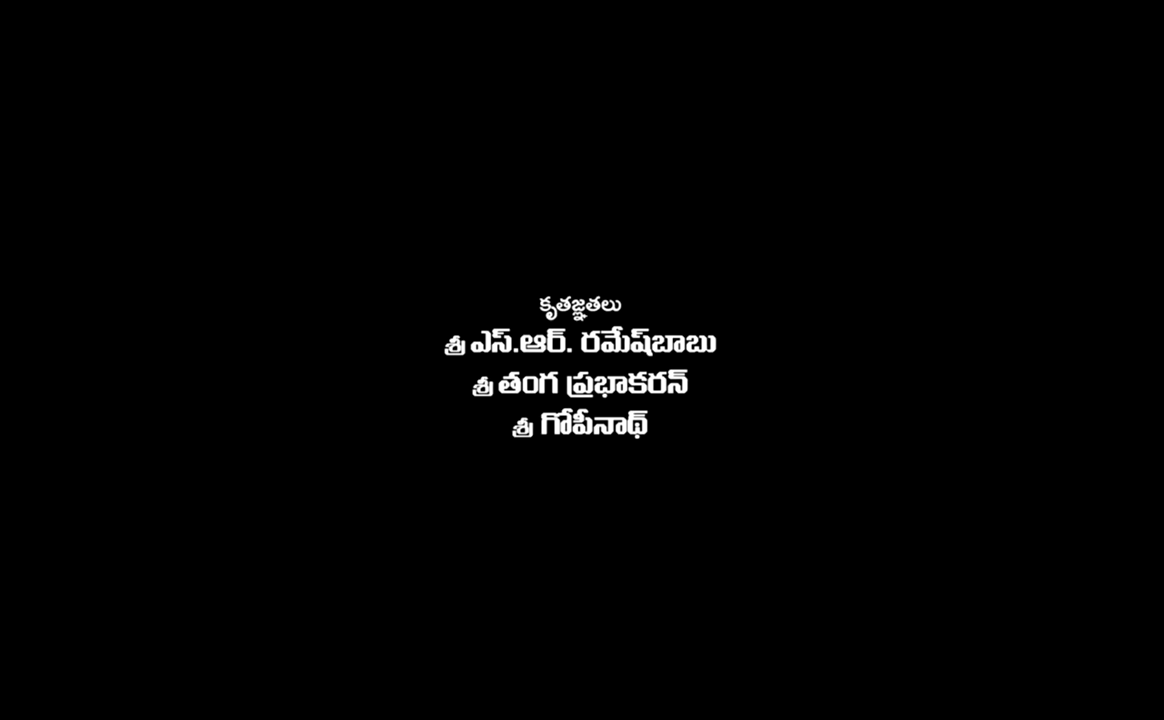 కృతజ్ఞతలు
శ్రీ ఎస్.ఆర్. రమేష్‌బాబు
శ్రీ తంగ ప్రభాకరన్
శ్రీ గోపీనాథ్